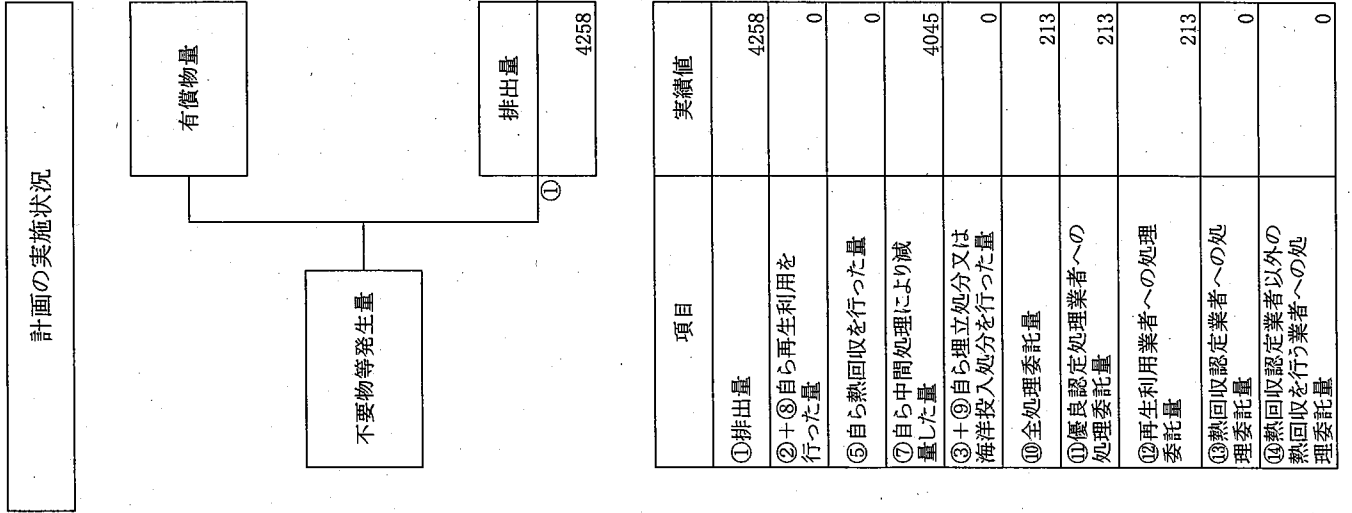 計画の実施状況
有償物量
不要物等発生量
排出量
①
4258
項目
実績値
①排出量
4258
②+⑧自ら再生利用を
行った量
0
⑤自ら熱回収を行った量
0
⑦自ら中間処理により減
量した量
4045
③+⑨自ら埋立処分又は
海洋投入処分を行った量
0
⑩全処理委託量
213
⑪優良認定処理業者への
処理委託量
213
⑫再生利用業者への処理
委託量
213
⑬熱回収認定業者への処
理委託量
0
⑭熱回収認定業者以外の
熱回収を行う業者への処
理委託量
0